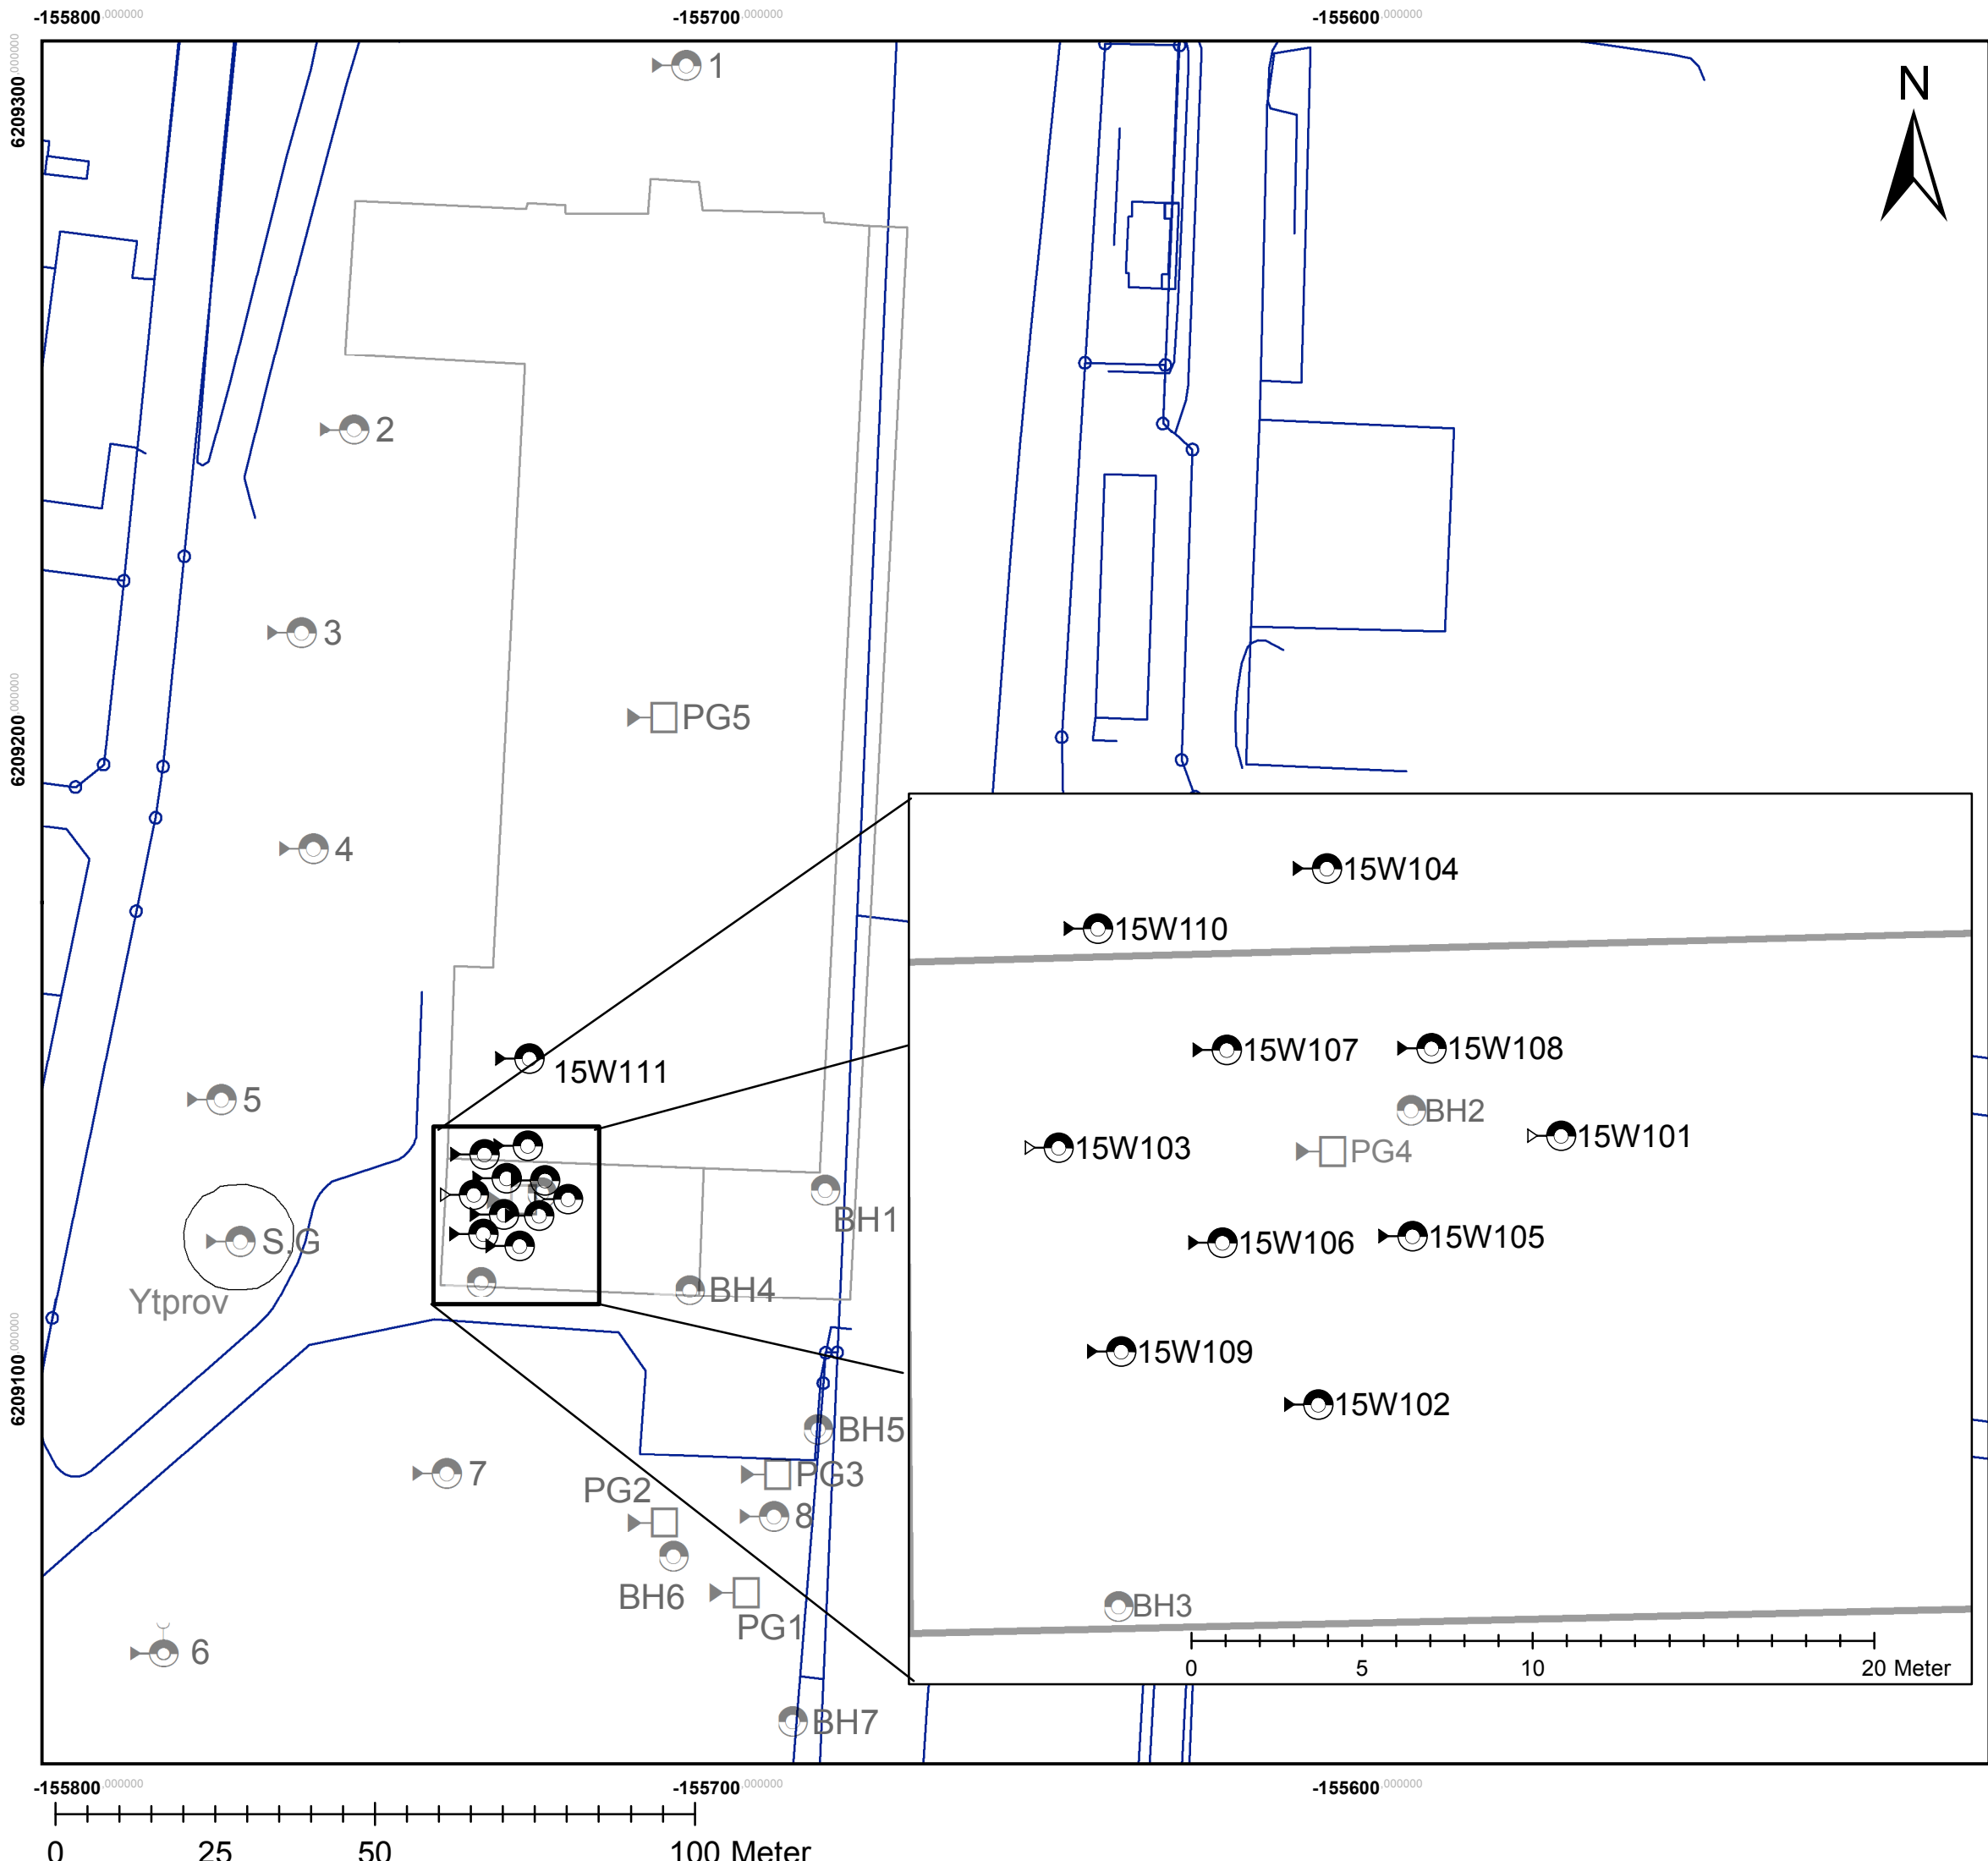 -155800,000000 -155700,000000 -155600,000000
6209300,000000
N
1
2
3
PG5
6209200,000000
4
15W104
15W110
15W107 15W108
15W111
BH2
5
15W101
15W103
PG4
BH1
S.G
15W106 15W105
BH4
Ytprov
15W109
6209100,000000
15W102
BH5
7
PG3
PG2
8
BH6
BH3
PG1
6
0 5 10 20 Meter
BH7
-155800,000000 -155700,000000 -155600,000000
0 25 50 100 Meter